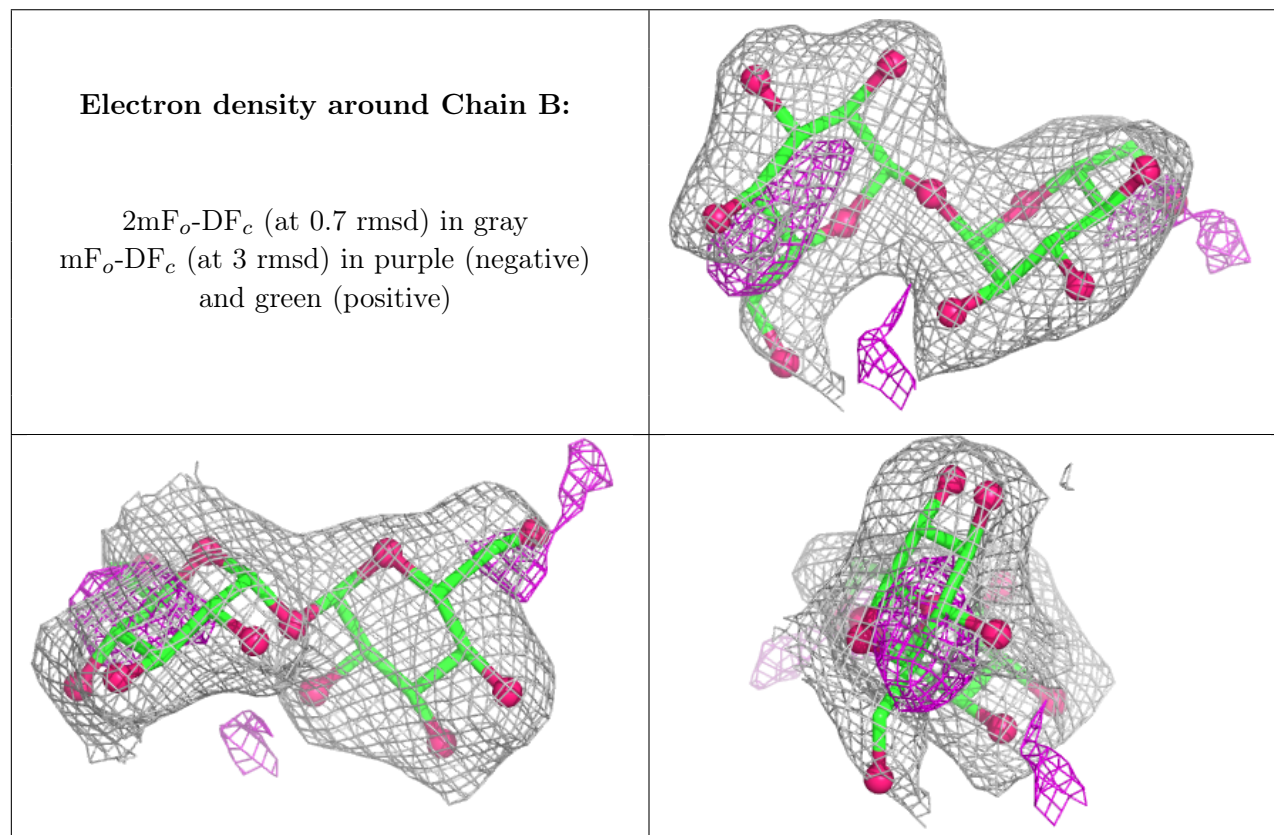 Electron density around Chain B:
2mFo-DFc (at 0.7 rmsd) in gray
mFo-DFc (at 3 rmsd) in purple (negative)
and green (positive)